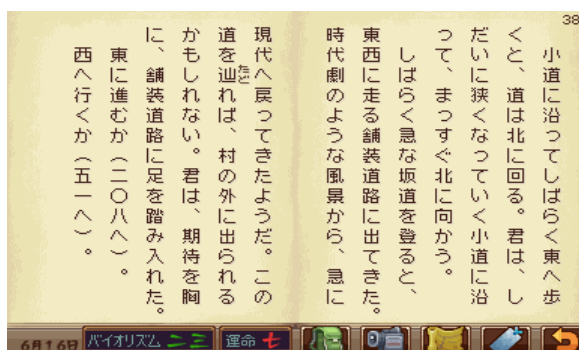 38
小道に沿ってしばらく東へ歩
くと、道は北に回る。君は、し
だいに狭くなっていく小道に沿
って、まっすぐ北に向かう。
しばらく急な坂道を登ると、
東西に走る舗装道路に出てきた。
時代劇のような風景から、急に
現代へ戻ってきたようだ。この
道を辿れば、村の外に出られる
たど
かもしれない。君は、期待を胸
に、舗装道路に足を踏み入れた。
東に進むか（二〇八へ）。
西へ行くか（五一へ）。
6月16日 バイオリズム 二 三 運命 七